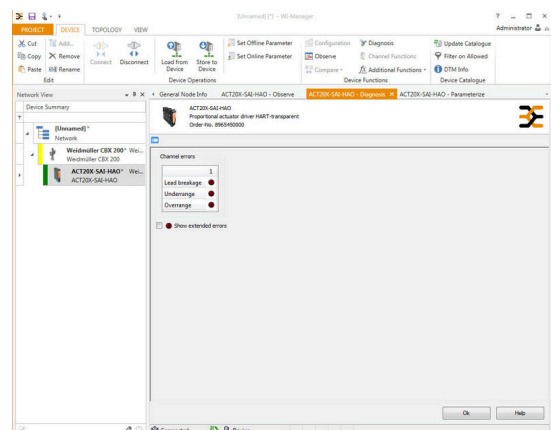 [Unnamed] (*) - WI-Manager
PROJECT DEVICE TOPOLOGY VIEW Administrator
Cut Add... Connect Disconnect Load from Device Store to Device Set Offline Parameter Configuration Diagnosis Update Catalogue
Copy Remove Set Online Parameter Observe Channel Functions Filter on Allowed
Paste Rename Compare Additional Functions DTM Info
Edit Device Operations Device Functions Device Catalogue
Network View General Node Info ACT20X-SAI-HAO - Observe ACT20X-SAI-HAO - Diagnosis ACT20X-SAI-HAO - Parameterize
Device Summary
ACT20X-SAI-HAO
Proportional actuator driver HART-transparent
Order-No. 8965450000
[Unnamed]*
Network
Weidmüller CBX 200* Wei...
Weidmüller CBX 200
ACT20X-SAI-HAO* Wei...
ACT20X-SAI-HAO
Channel errors
1
Lead breakage
Underrange
Overrange
Show extended errors
Ok Help
Connected Device